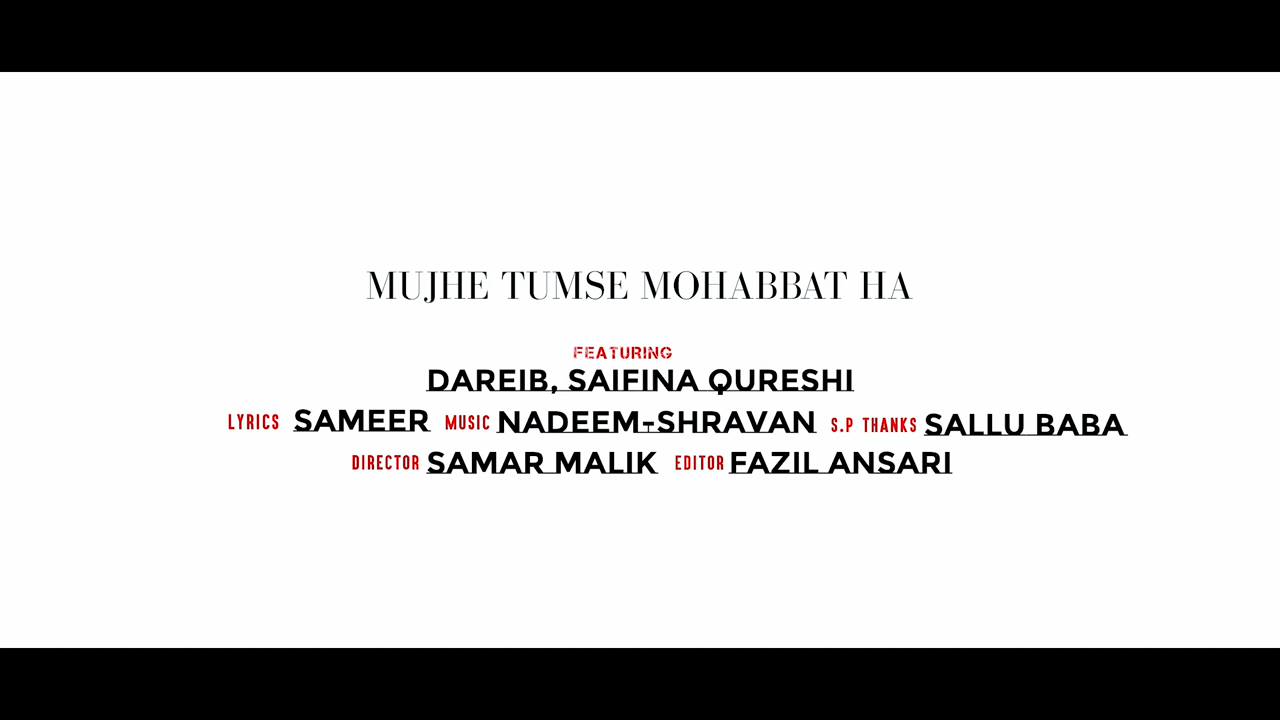 MUJHE TUMSE MOHABBAT HA
FEATURING
DAREIB, SAIFINA QURESHI
LYRICS SAMEER MUSIC NADEEM-SHRAVAN S.P THANKS SALLU BABA
DIRECTOR SAMAR MALIK EDITOR FAZIL ANSARI